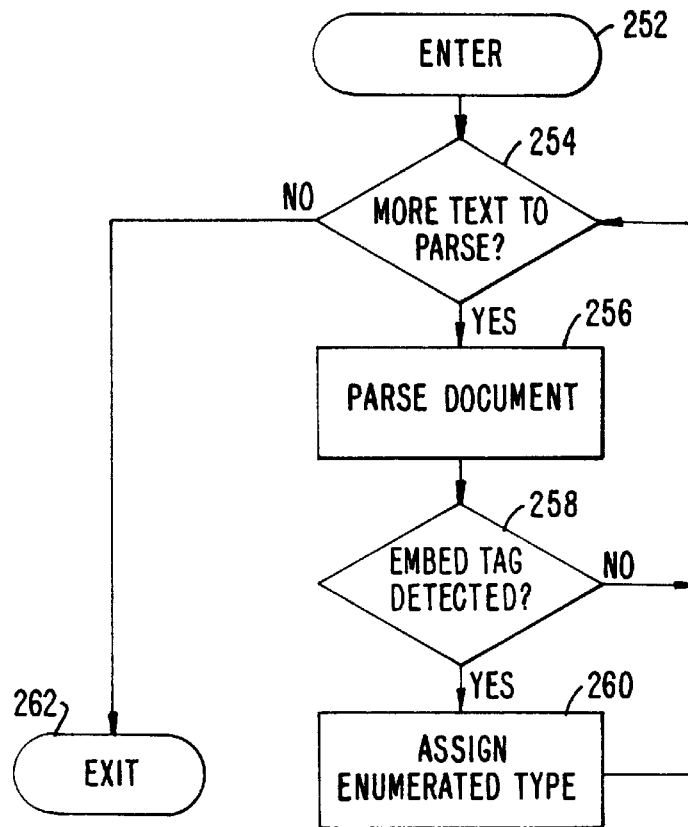 ENTER
252
254
NO
MORE TEXT TO
PARSE?
YES
256
PARSE DOCUMENT
258
EMBED TAG
DETECTED?
NO
YES
260
262
EXIT
ASSIGN
ENUMERATED TYPE